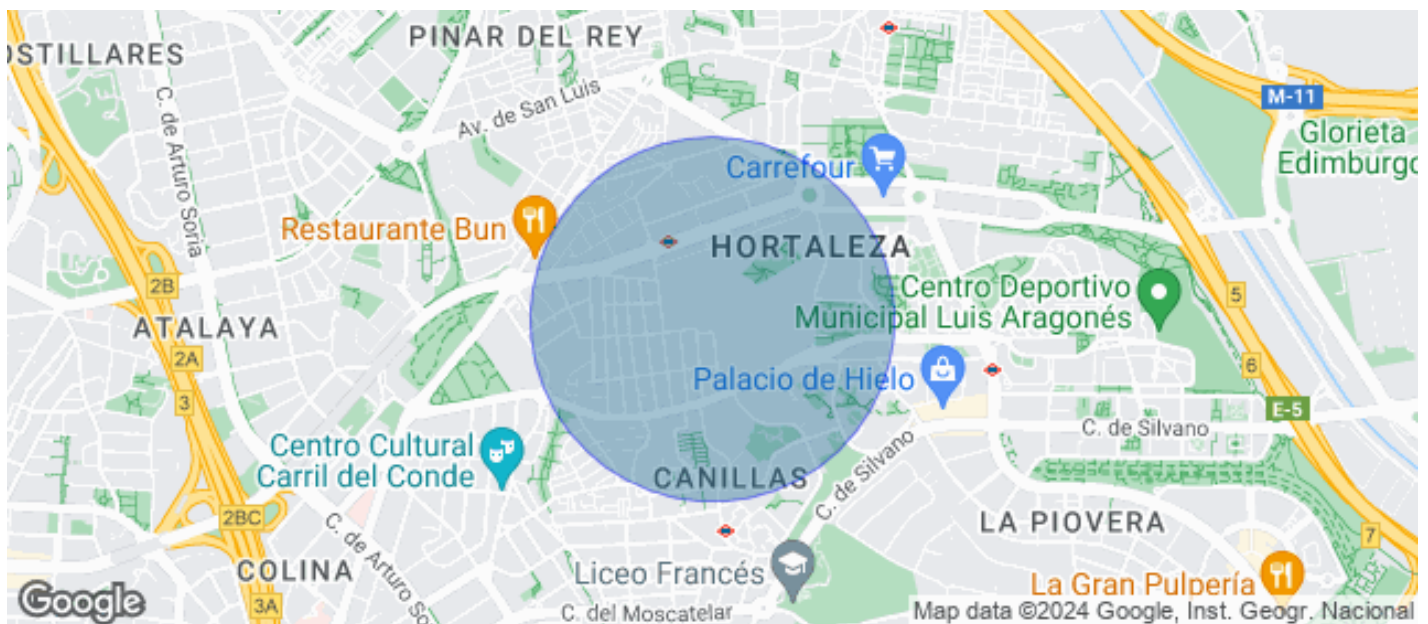 PINAR DEL REY
OSTILLARES
C. de Arturo Soria
Av. de San Luis
M-11
Glorieta
Edimburgo
Carrefour
Restaurante Bun
HORTALEZA
2B
ATALAYA
2A
3
Centro Deportivo
Municipal Luis Aragonés
5
6
Palacio de Hielo
E-5
C. de Silvano
Centro Cultural
Carril del Conde
CANILLAS
C. de Silvano
2BC
LA PIOVERA
7
COLINA
C. de Arturo So
Liceo Francés
La Gran Pulpería
3A
C. del Moscatelar
Google
Map data ©2024 Google, Inst. Geogr. Nacional